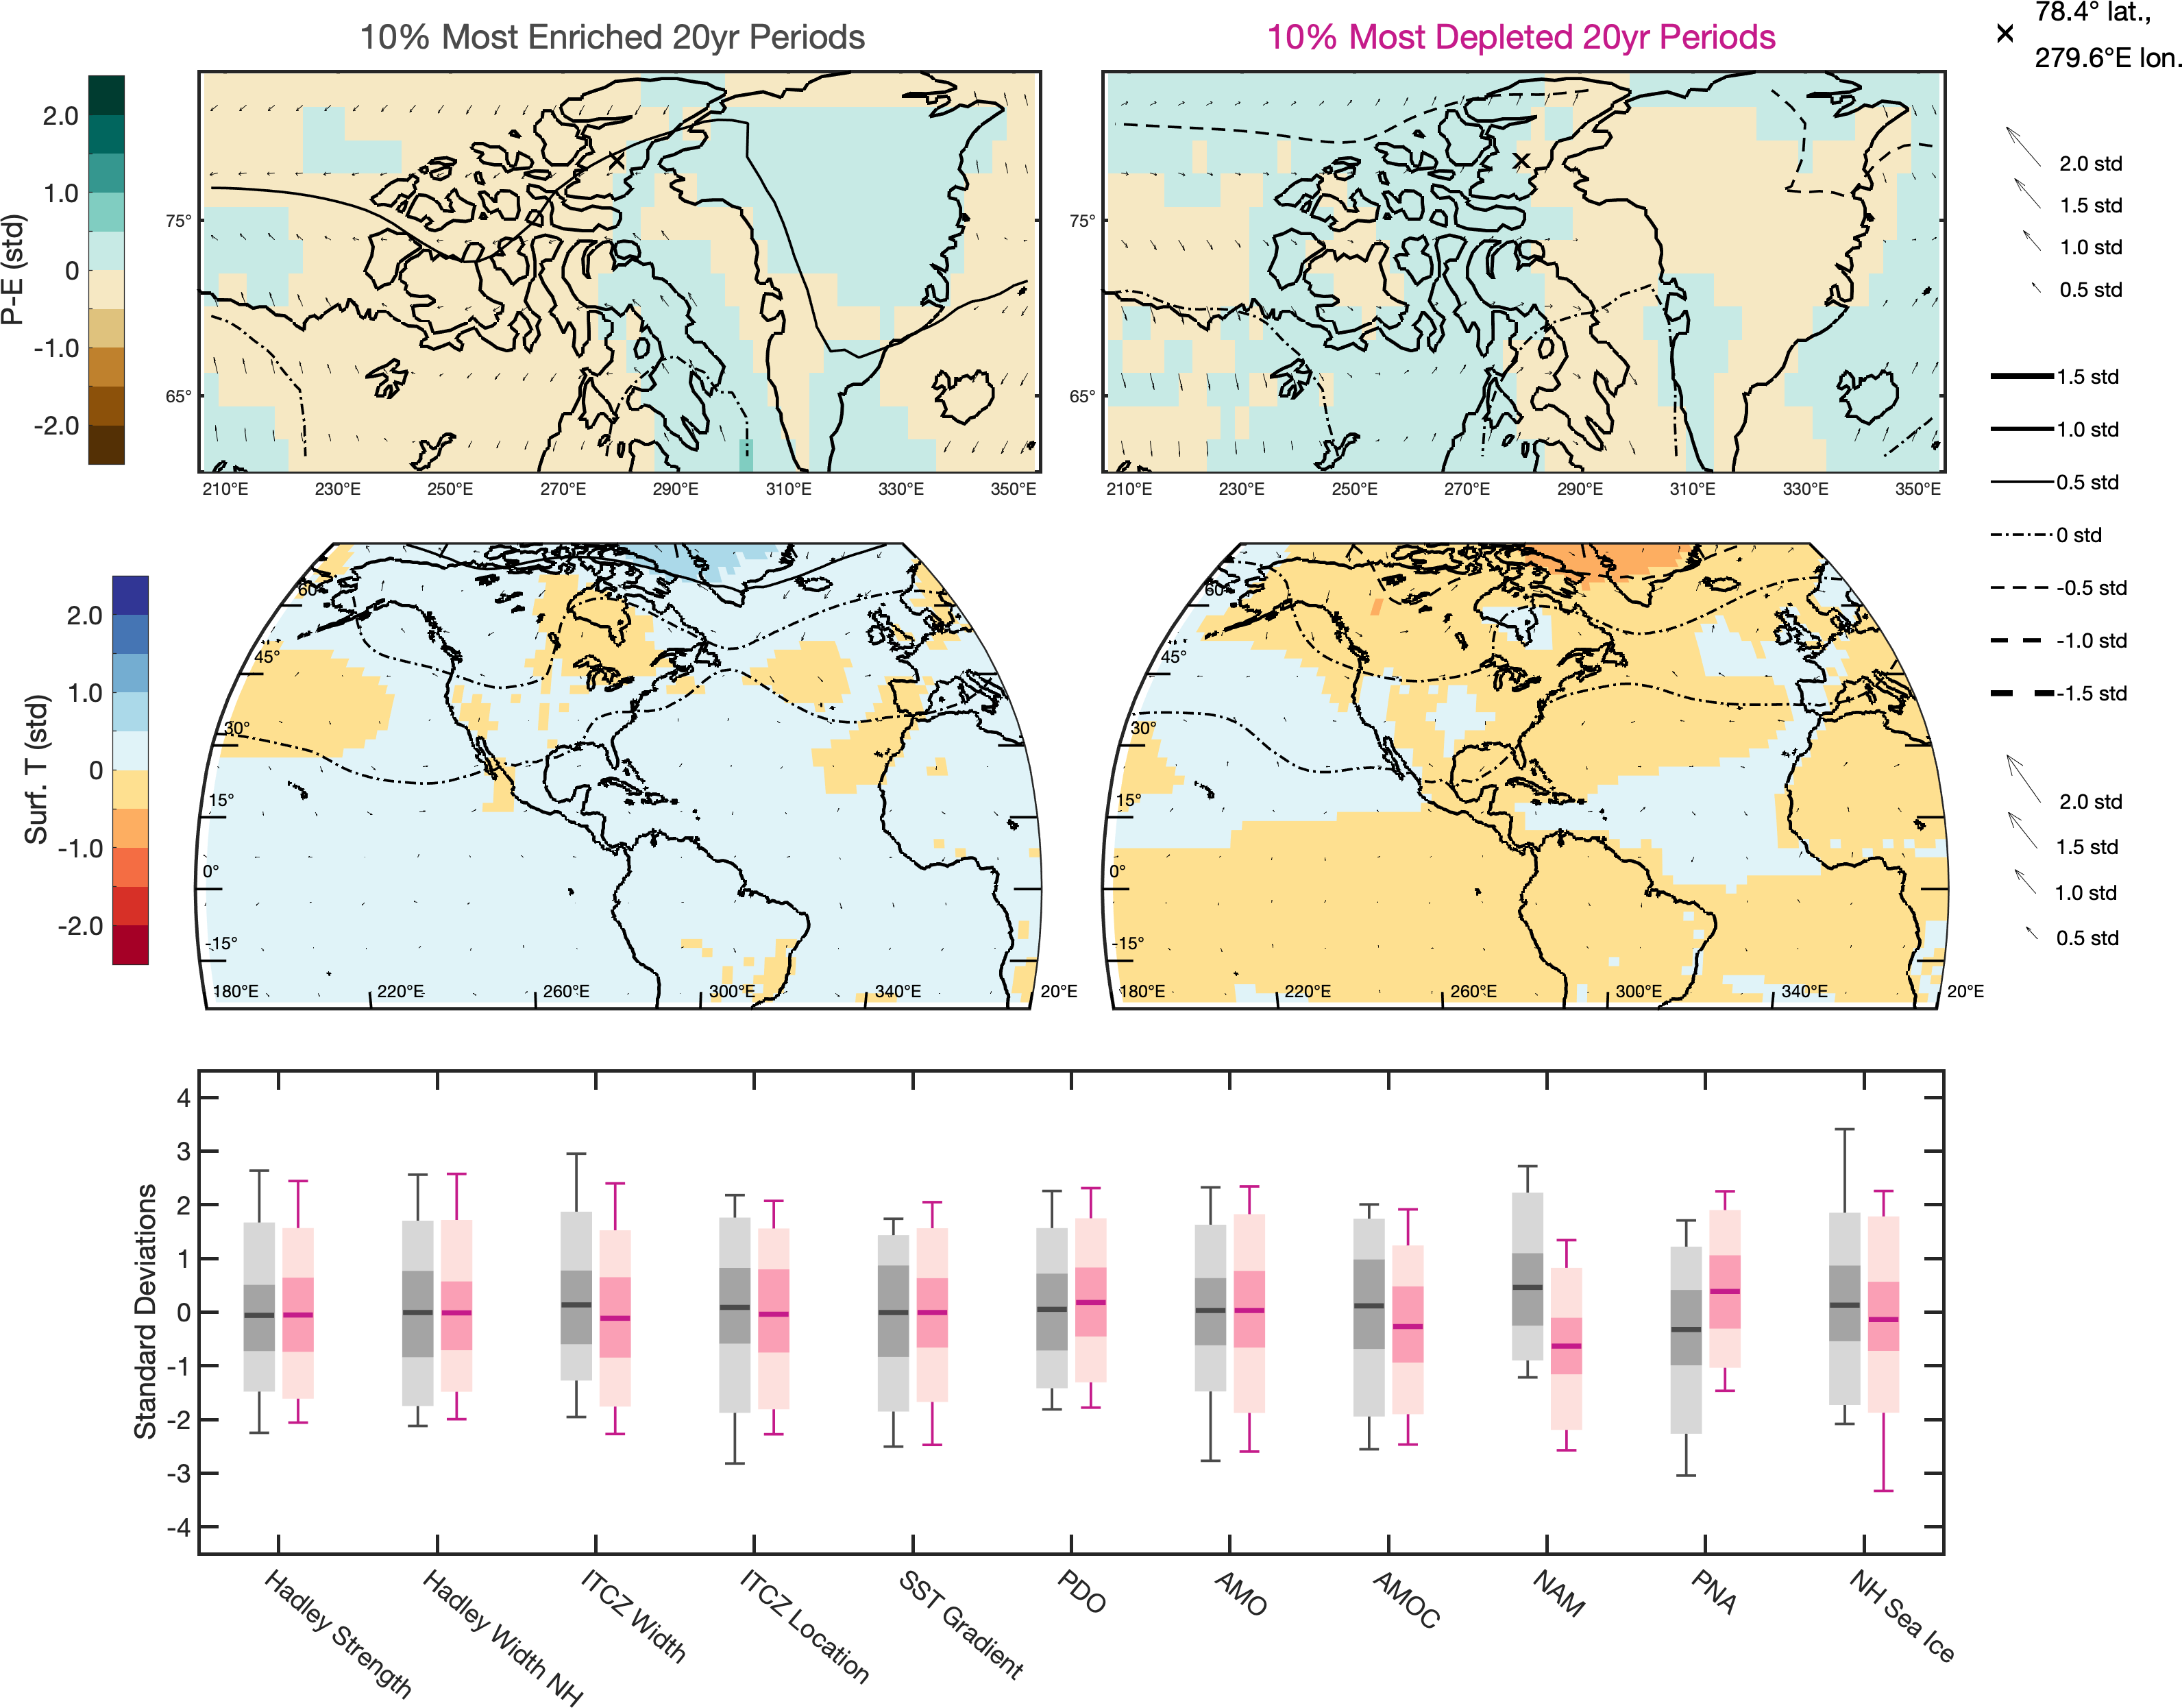 10% Most Enriched 20yr Periods
10% Most Depleted 20yr Periods
78.4° lat.,
279.6°E lon.
P-E (std)
2.0
1.0
0
-1.0
-2.0
75°
65°
210°E 230°E 250°E 270°E 290°E 310°E 330°E 350°E
75°
65°
210°E 230°E 250°E 270°E 290°E 310°E 330°E 350°E
2.0 std
1.5 std
1.0 std
0.5 std
1.5 std
1.0 std
0.5 std
0 std
-0.5 std
-1.0 std
-1.5 std
2.0 std
1.5 std
1.0 std
0.5 std
Surf. T (std)
2.0
1.0
0
-1.0
-2.0
60°
45°
30°
15°
0°
-15°
180°E 220°E 260°E 300°E 340°E 20°E
60°
45°
30°
15°
0°
-15°
180°E 220°E 260°E 300°E 340°E 20°E
Standard Deviations
4
3
2
1
0
-1
-2
-3
-4
Hadley Strength
Hadley Width NH
ITCZ Width
ITCZ Location
SST Gradient
PDO
AMO
AMOC
NAM
PNA
NH Sea Ice